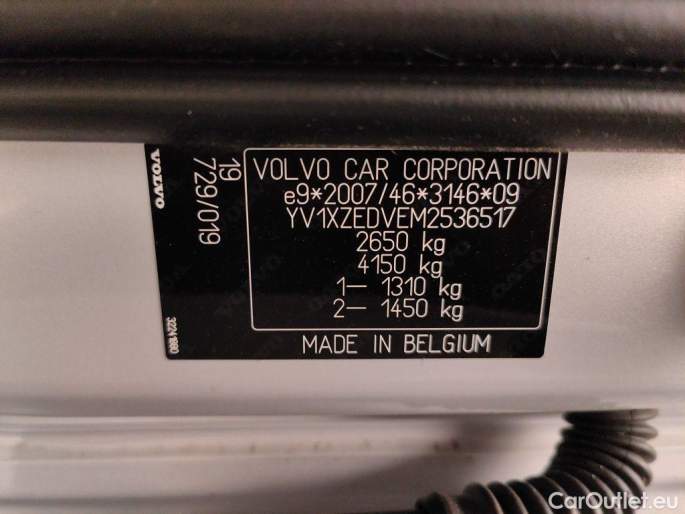 VOLVO
19
729/019
32241880
VOLVO CAR CORPORATION
e9*2007/46*3146*09
YV1XZEDVEM2536517
2650 kg
4150 kg
1– 1310 kg
2– 1450 kg
MADE IN BELGIUM
CarOutlet.eu